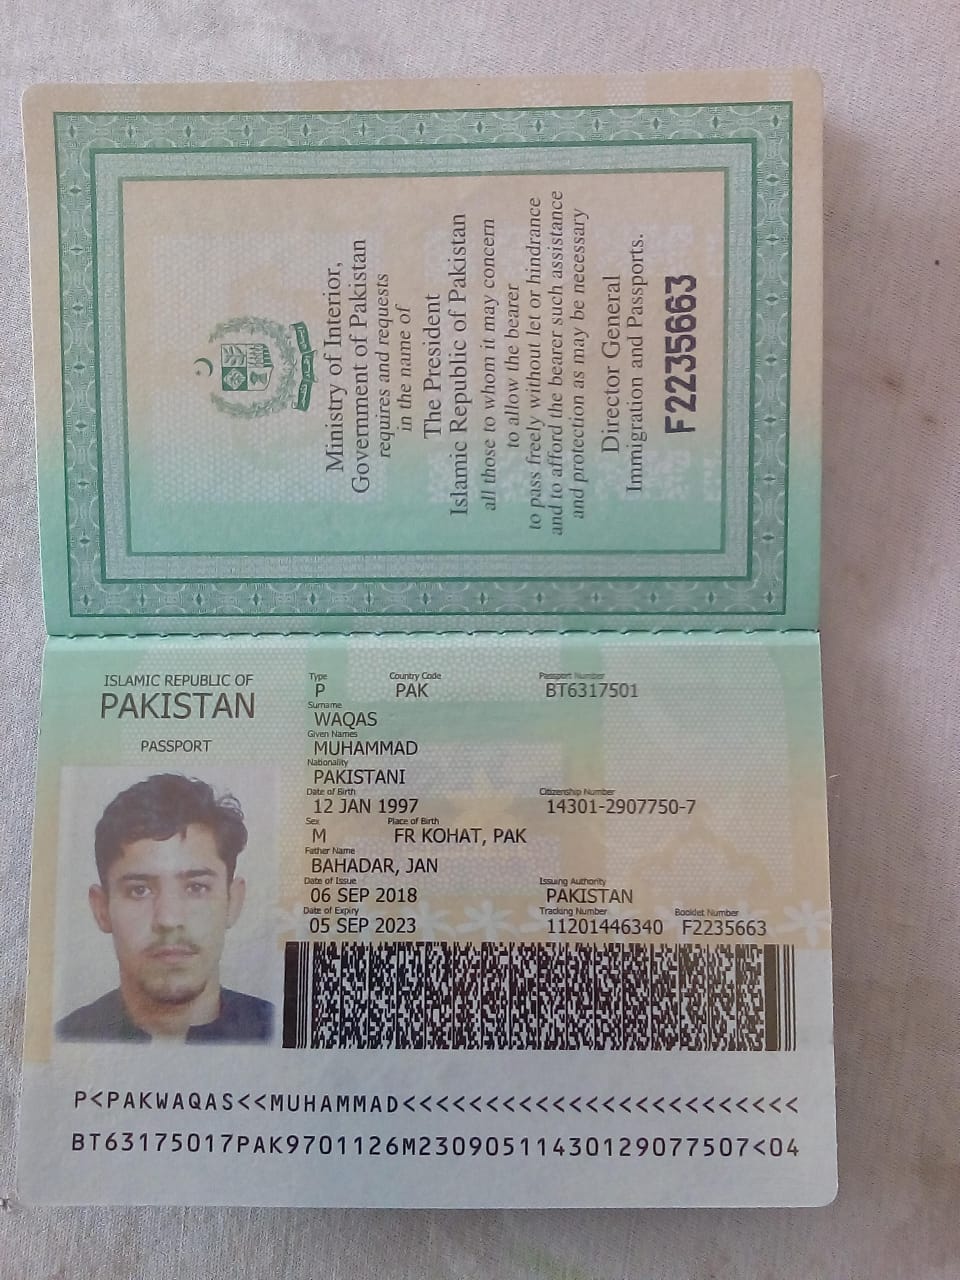 Ministry of Interior,
Government of Pakistan
requires and requests
in the name of
The President
Islamic Republic of Pakistan
all those to whom it may concern
to allow the bearer
to pass freely without let or hindrance
and to afford the bearer such assistance
and protection as may be necessary
Director General
Immigration and Passports.
F2235663
ISLAMIC REPUBLIC OF
PAKISTAN
PASSPORT
Type Country Code Passport Number
P PAK BT6317501
Surname
WAQAS
Given Names
MUHAMMAD
Nationality
PAKISTANI
Date of Birth Citizenship Number
12 JAN 1997 14301-2907750-7
Sex Place of Birth
M FR KOHAT, PAK
Father Name
BAHADAR, JAN
Date of Issue Issuing Authority
06 SEP 2018 PAKISTAN
Date of Expiry Tracking Number Booklet Number
05 SEP 2023 11201446340 F2235663
P<PAKWAQAS<<MUHAMMAD<<<<<<<<<<<<<<<<<<<<<<<<
BT63175017PAK9701126M23090511430129077507<04